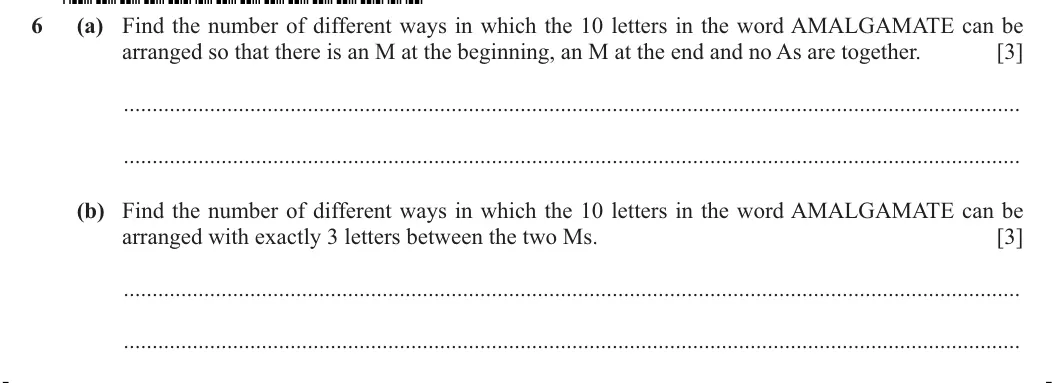 6 (a) Find the number of different ways in which the 10 letters in the word AMALGAMATE can be
arranged so that there is an M at the beginning, an M at the end and no As are together. [3]
(b) Find the number of different ways in which the 10 letters in the word AMALGAMATE can be
arranged with exactly 3 letters between the two Ms. [3]